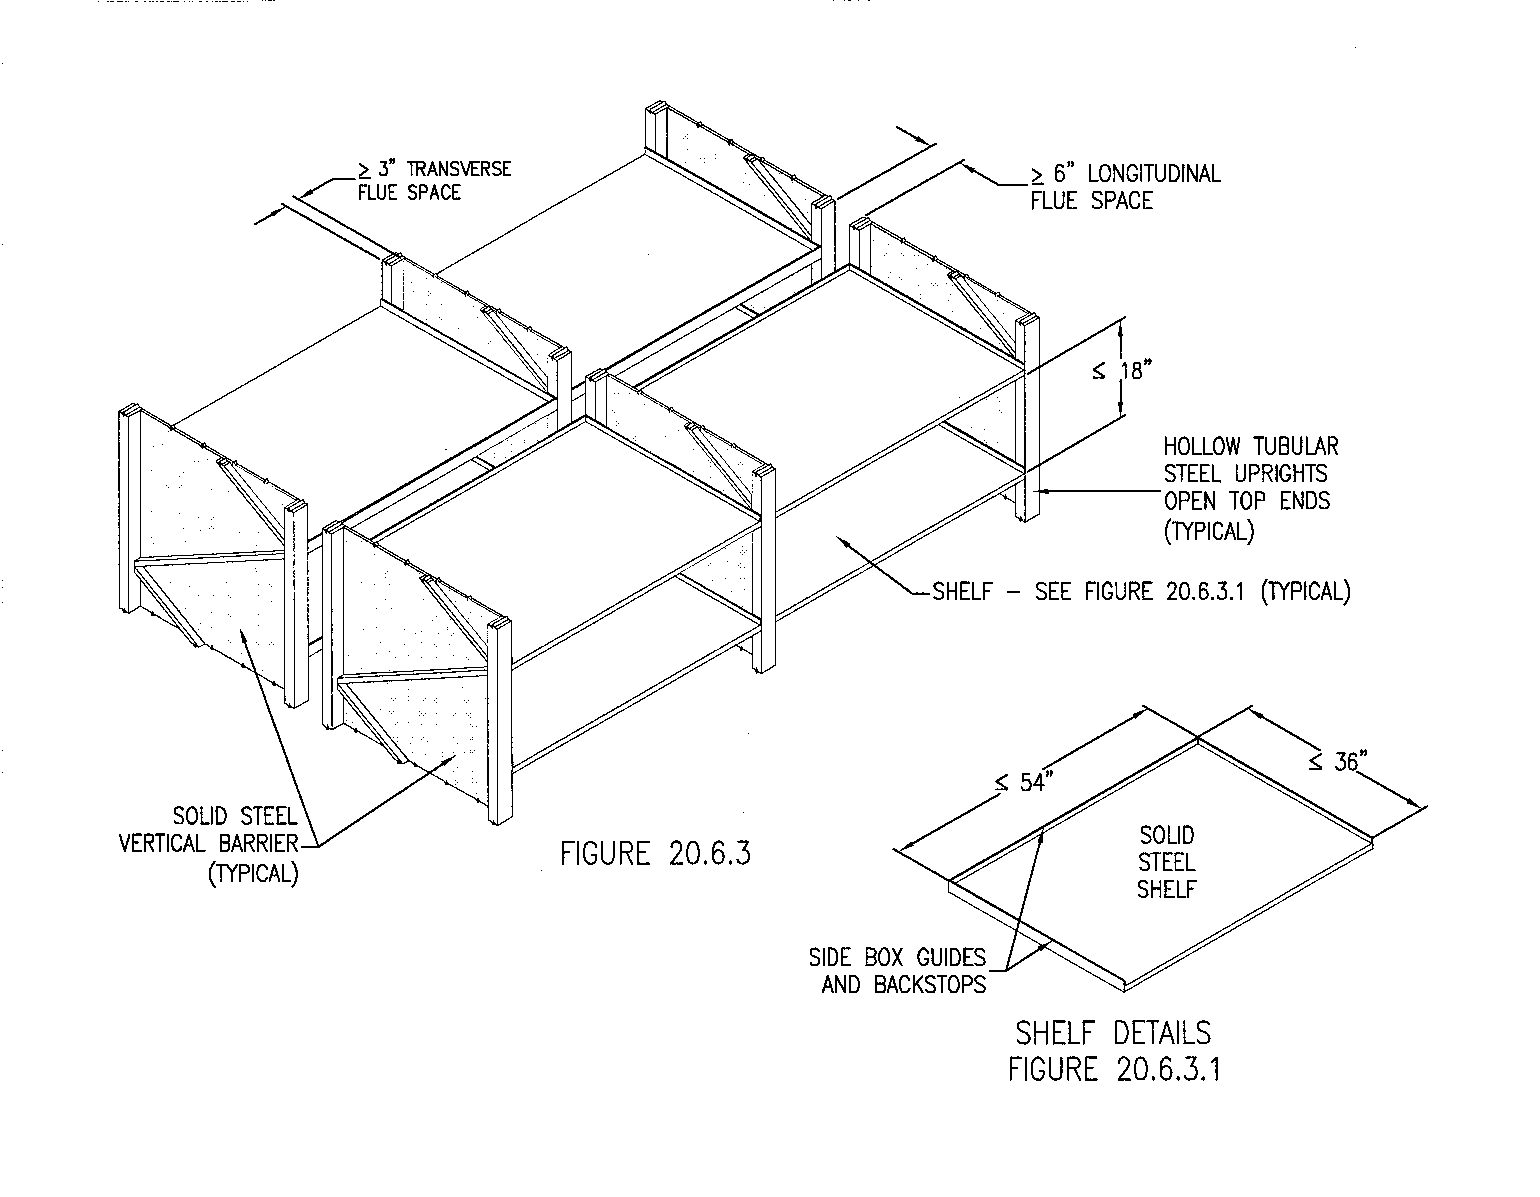 ≥ 3" TRANSVERSE
FLUE SPACE
≥ 6" LONGITUDINAL
FLUE SPACE
≤ 18"
HOLLOW TUBULAR
STEEL UPRIGHTS
OPEN TOP ENDS
(TYPICAL)
SHELF - SEE FIGURE 20.6.3.1 (TYPICAL)
SOLID STEEL
VERTICAL BARRIER
(TYPICAL)
FIGURE 20.6.3
≤ 54"
≤ 36"
SOLID
STEEL
SHELF
SIDE BOX GUIDES
AND BACKSTOPS
SHELF DETAILS
FIGURE 20.6.3.1